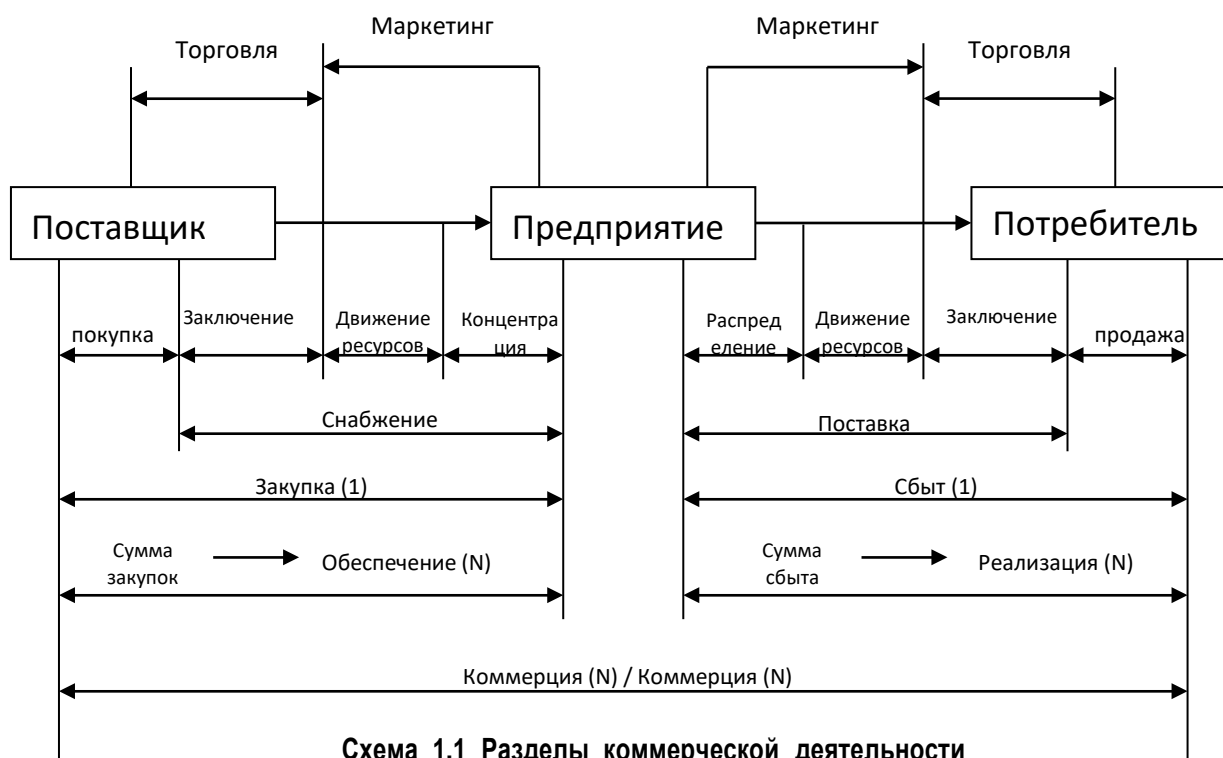 Маркетинг
Маркетинг
Торговля
Торговля
Поставщик
Предприятие
Потребитель
покупка
Заключение
Движение
ресурсов
Концентра
ция
Распред
еление
Движение
ресурсов
Заключение
продажа
Снабжение
Поставка
Закупка (1)
Сбыт (1)
Сумма
закупок
Обеспечение (N)
Сумма
сбыта
Реализация (N)
Коммерция (N) / Коммерция (N)
Схема 1.1 Разделы коммерческой деятельности